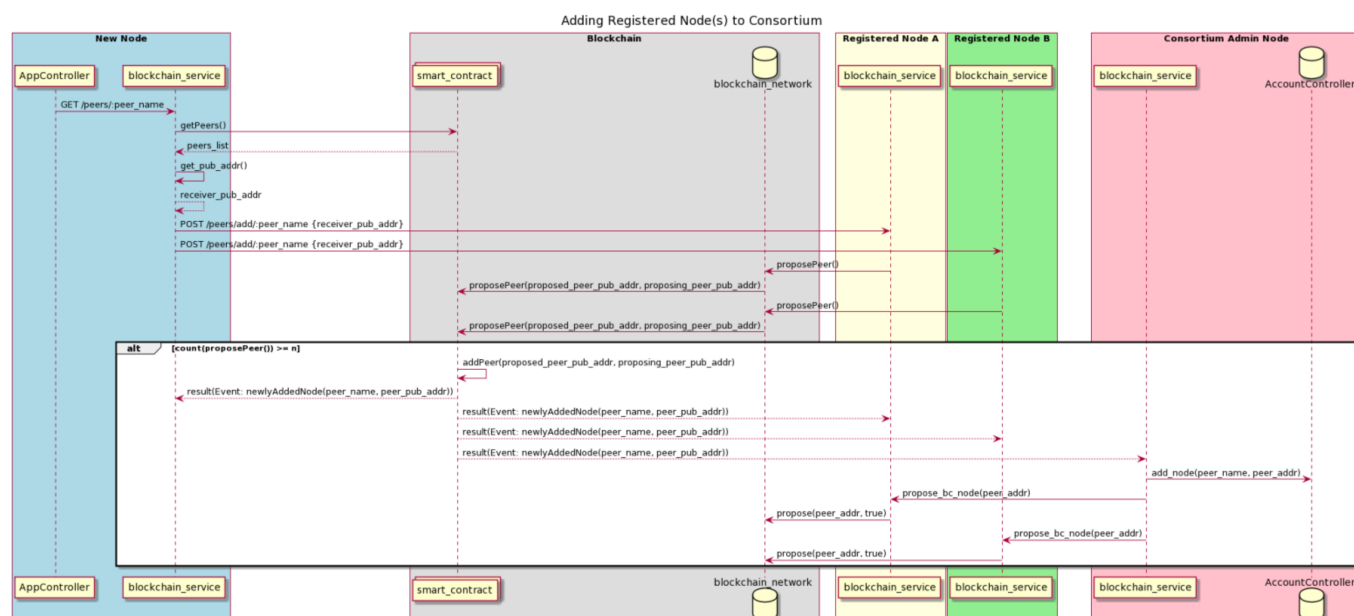 Adding Registered Node(s) to Consortium
New Node
Blockchain
Registered Node A
Registered Node B
Consortium Admin Node
AppController
blockchain_service
smart_contract
blockchain_network
blockchain_service
blockchain_service
blockchain_service
AccountController
GET /peers/:peer_name
getPeers()
peers_list
get_pub_addr()
receiver_pub_addr
POST /peers/add/:peer_name {receiver_pub_addr}
POST /peers/add/:peer_name {receiver_pub_addr}
proposePeer()
proposePeer(proposed_peer_pub_addr, proposing_peer_pub_addr)
proposePeer()
proposePeer(proposed_peer_pub_addr, proposing_peer_pub_addr)
alt [count(proposePeer()) >= n]
addPeer(proposed_peer_pub_addr, proposing_peer_pub_addr)
result(Event: newlyAddedNode(peer_name, peer_pub_addr))
result(Event: newlyAddedNode(peer_name, peer_pub_addr))
result(Event: newlyAddedNode(peer_name, peer_pub_addr))
result(Event: newlyAddedNode(peer_name, peer_pub_addr))
add_node(peer_name, peer_addr)
propose_bc_node(peer_addr)
propose(peer_addr, true)
propose_bc_node(peer_addr)
propose(peer_addr, true)
AppController
blockchain_service
smart_contract
blockchain_network
blockchain_service
blockchain_service
blockchain_service
AccountController